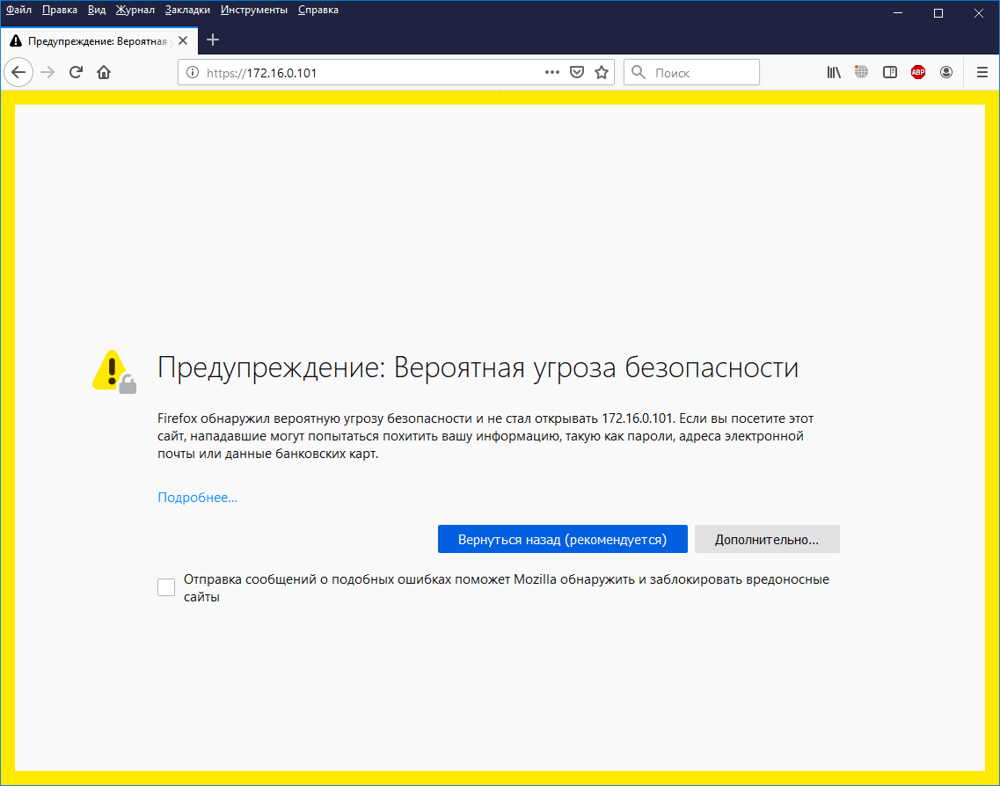 Файл Правка Вид Журнал Закладки Инструменты Справка
Предупреждение: Вероятная
https://172.16.0.101
Поиск
ABP
Предупреждение: Вероятная угроза безопасности
Firefox обнаружил вероятную угрозу безопасности и не стал открывать 172.16.0.101. Если вы посетите этот
сайт, нападавшие могут попытаться похитить вашу информацию, такую как пароли, адреса электронной
почты или данные банковских карт.
Подробнее...
Вернуться назад (рекомендуется) Дополнительно...
Отправка сообщений о подобных ошибках поможет Mozilla обнаружить и заблокировать вредоносные
сайты